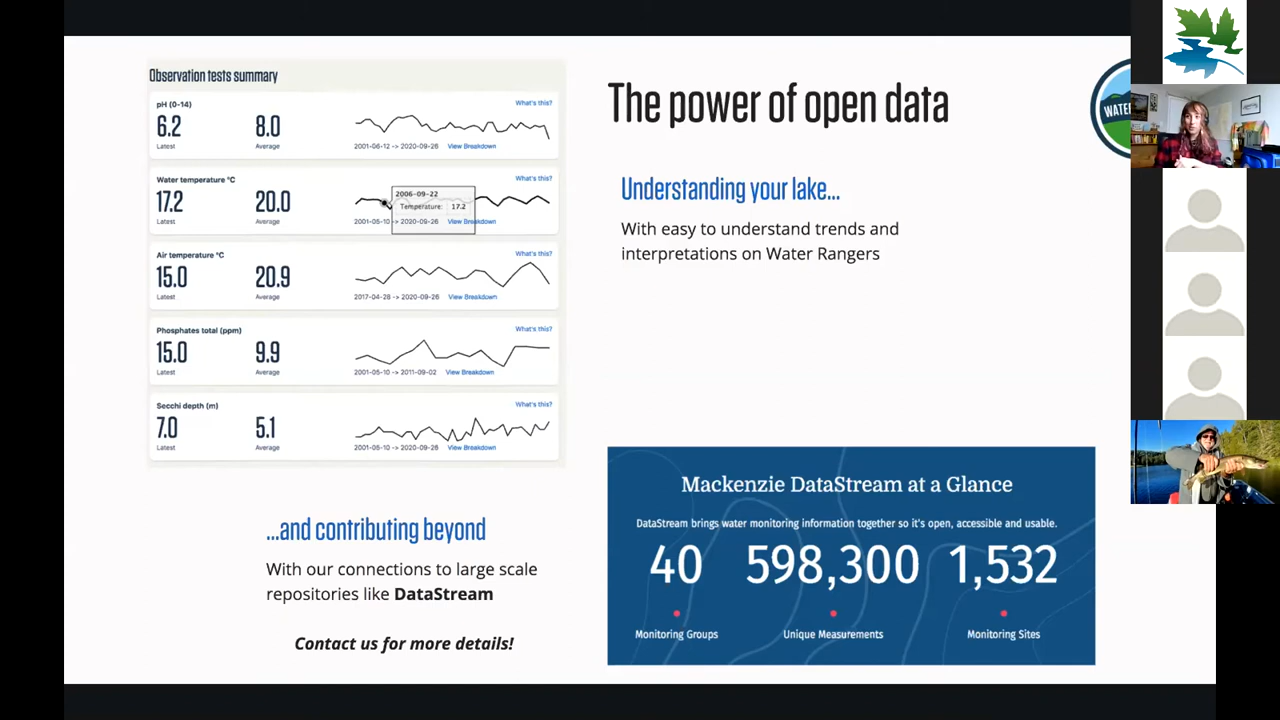 Observation tests summary
pH (0-14)
What's this?
6.2
8.0
Latest
Average
2001-06-12 -> 2020-09-26
View Breakdown
Water temperature °C
What's this?
17.2
20.0
2006-09-22
Temperature: 17.2
Latest
Average
2001-05-10 -> 2020-09-26
View Breakdown
Air temperature °C
What's this?
15.0
20.9
Latest
Average
2017-04-28 -> 2020-09-26
View Breakdown
Phosphates total (ppm)
What's this?
15.0
9.9
Latest
Average
2001-05-10 -> 2011-09-02
View Breakdown
Secchi depth (m)
What's this?
7.0
5.1
Latest
Average
2001-05-10 -> 2020-09-26
View Breakdown
The power of open data
WATE
Understanding your lake...
With easy to understand trends and
interpretations on Water Rangers
...and contributing beyond
With our connections to large scale
repositories like DataStream
Contact us for more details!
Mackenzie DataStream at a Glance
DataStream brings water monitoring information together so it's open, accessible and usable.
40 598,300 1,532
Monitoring Groups Unique Measurements Monitoring Sites